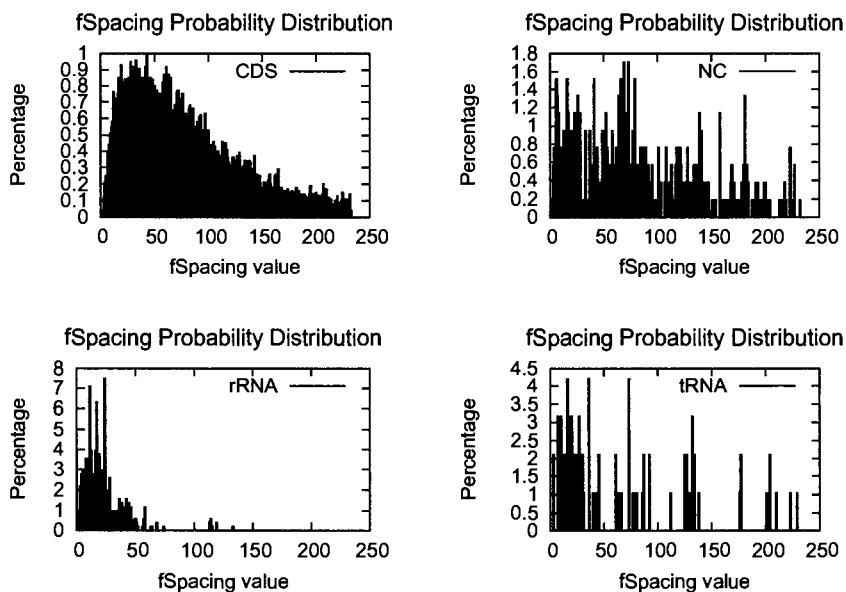 fSpacing Probability Distribution
1
0.9
0.8
0.7
0.6
0.5
0.4
0.3
0.2
0.1
0
Percentage
CDS
0 50 100 150 200 250
fSpacing value
fSpacing Probability Distribution
1.8
1.6
1.4
1.2
1
0.8
0.6
0.4
0.2
0
Percentage
NC
0 50 100 150 200 250
fSpacing value
fSpacing Probability Distribution
8
7
6
5
4
3
2
1
0
Percentage
rRNA
0 50 100 150 200 250
fSpacing value
fSpacing Probability Distribution
4.5
4
3.5
3
2.5
2
1.5
1
0.5
0
Percentage
tRNA
0 50 100 150 200 250
fSpacing value